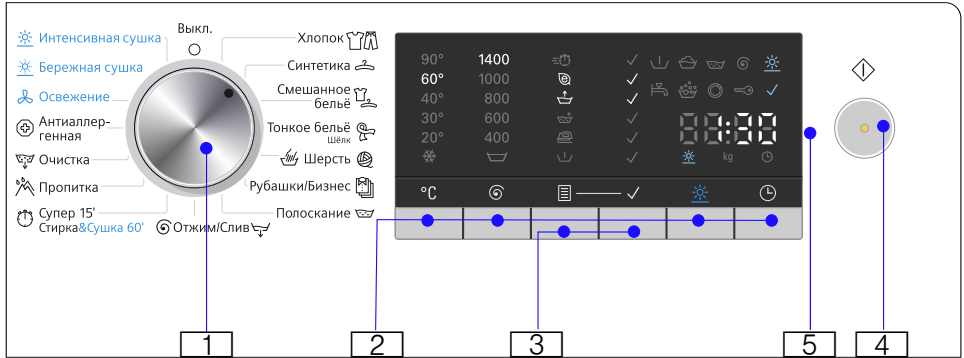 Выкл.
Интенсивная сушка
Бережная сушка
Освежение
Антиаллер-
генная
Очистка
Пропитка
Супер 15'
Стирка&Сушка 60'
Отжим/Слив
Хлопок
Синтетика
Смешанное
бельё
Тонкое бельё
Шёлк
Шерсть
Рубашки/Бизнес
Полоскание
90° 1400
60° 1000
40° 800
30° 600
20° 400
1:30
kg
°C
1
2
3
5
4